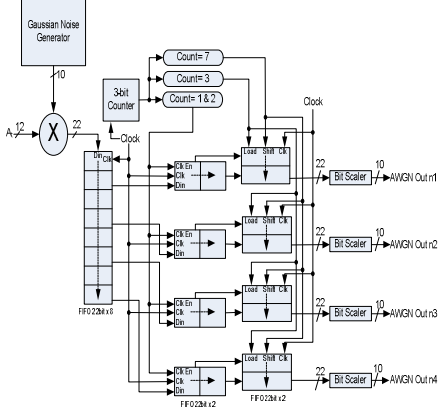 Gaussian Noise
Generator
10
Count= 7
Count= 3
Count= 1 & 2
3-bit
Counter
Clock
Clock
A
12
X
22
Din
Clk
FIFO 22bit x 8
Clk En
Clk
Din
Load Shift Clk
22
Bit Scaler
10
AWGN Out n1
Clk En
Clk
Din
Load Shift Clk
22
Bit Scaler
10
AWGN Out n2
Clk En
Clk
Din
Load Shift Clk
22
Bit Scaler
10
AWGN Out n3
Clk En
Clk
Din
Load Shift Clk
22
Bit Scaler
10
AWGN Out n4
FIFO 22bit x2
FIFO 22bit x2